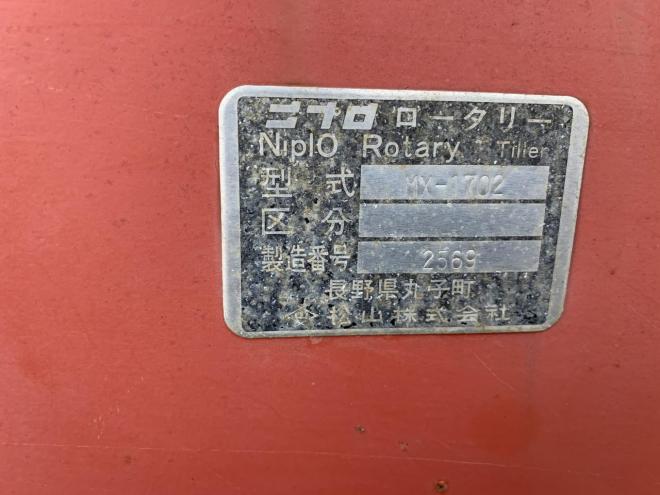 ニプロ ロータリー
NiplO Rotary Tiller
型式 MX-1702
区分
製造番号 2569
長野県丸子町
松山株式会社